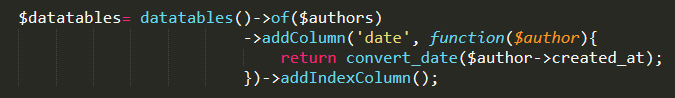 $datatables= datatables()->of($authors)
->addColumn('date', function($author){
return convert_date($author->created_at);
})->addIndexColumn();